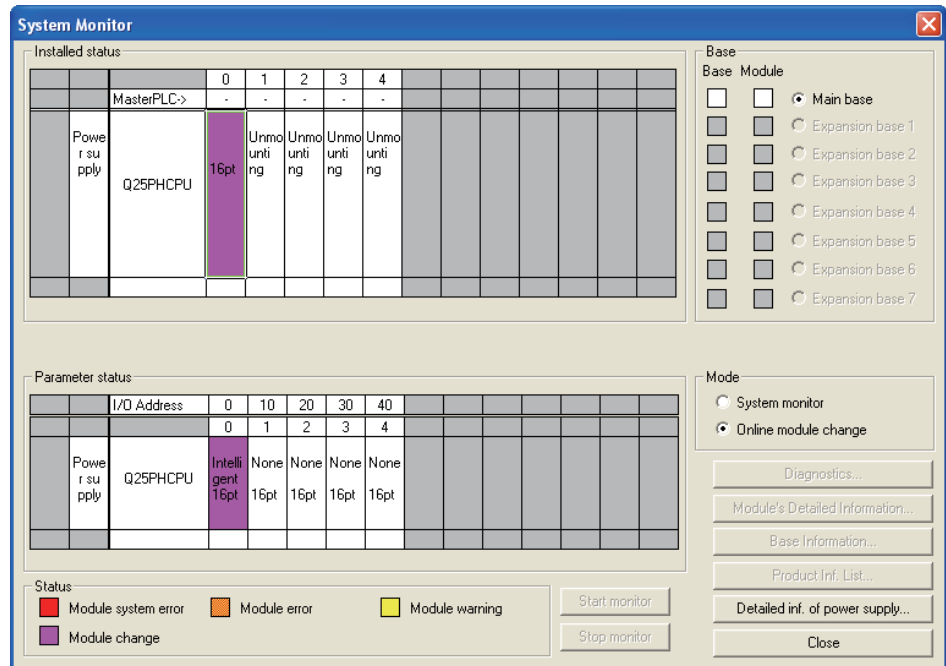 System Monitor
Installed status
0 1 2 3 4
MasterPLC-> - - - - -
Powe
r su
pply
Q25PHCPU
16pt
Unmo
unti
ng
Unmo
unti
ng
Unmo
unti
ng
Unmo
unti
ng
Base
Base Module
Main base
Expansion base 1
Expansion base 2
Expansion base 3
Expansion base 4
Expansion base 5
Expansion base 6
Expansion base 7
Parameter status
I/O Address 0 10 20 30 40
0 1 2 3 4
Powe
r su
pply
Q25PHCPU
Intelli
gent
16pt
None
16pt
None
16pt
None
16pt
None
16pt
Mode
System monitor
Online module change
Diagnostics...
Module's Detailed Information...
Base Information...
Product Inf. List...
Detailed inf. of power supply...
Close
Status
Module system error Module error Module warning
Module change
Start monitor
Stop monitor